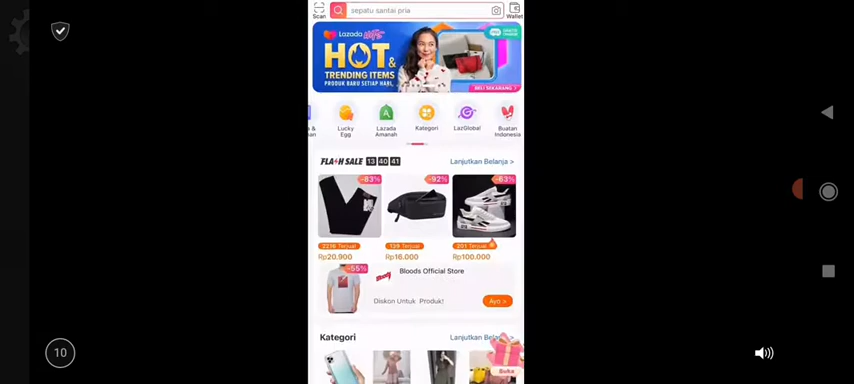 Scan
sepatu santai pria
Wallet
Lazada
HOT &
TRENDING ITEMS
PRODUK BARU SETIAP HARI,
BELI SEKARANG
Lucky
Egg
Lazada
Amanah
Kategori
LazGlobal
Buatan
Indonesia
FLASH SALE 13 40 41
Lanjutkan Belanja >
-83%
-92%
-63%
2216 Terjual
139 Terjual
201 Terjual
Rp20.900
Rp16.000
Rp100.000
-55%
Bloods Official Store
Diskon Untuk Produk!
Ayo >
Kategori
Lanjutkan
Buka
10